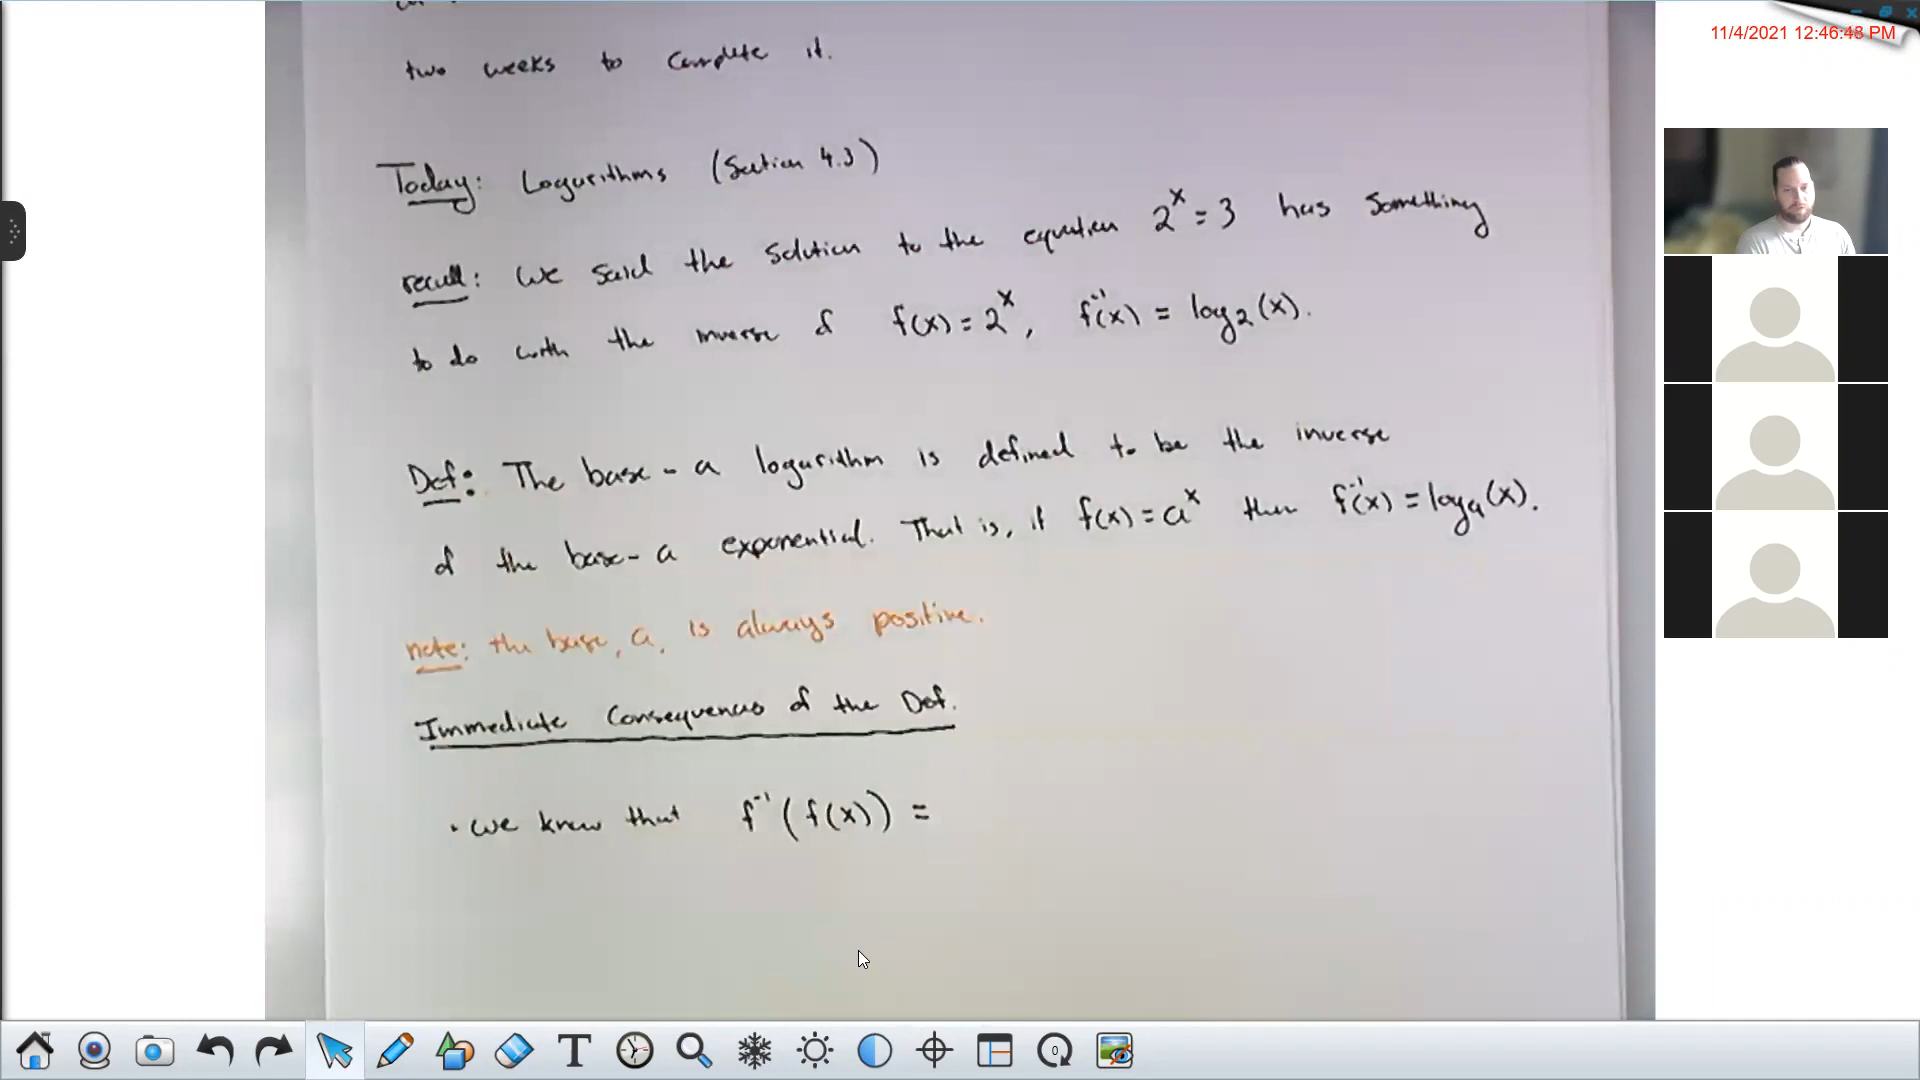 11/4/2021 12:46:48 PM
two weeks to complete it.
Today: Logarithms (Section 4.3)
recall: We said the solution to the equation 2^x = 3 has something
to do with the inverse of f(x) = 2^x, f^-1(x) = log_2(x).
Def: The base-a logarithm is defined to be the inverse
of the base-a exponential. That is, if f(x) = a^x then f^-1(x) = log_a(x).
note: the base, a, is always positive.
Immediate Consequences of the Def.
· We know that f^-1(f(x)) =
T
0